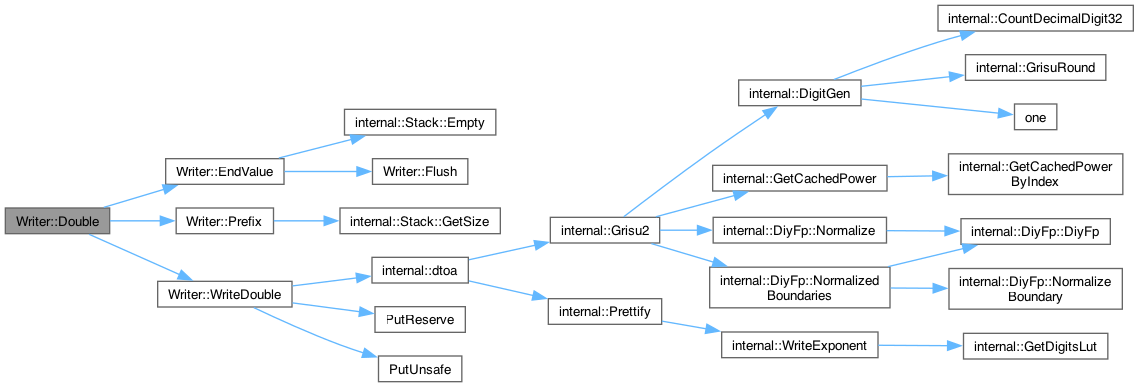 Writer::Double
Writer::EndValue
internal::Stack::Empty
Writer::Flush
Writer::Prefix
internal::Stack::GetSize
Writer::WriteDouble
internal::dtoa
internal::Grisu2
internal::DigitGen
internal::CountDecimalDigit32
internal::GrisuRound
one
internal::GetCachedPower
internal::GetCachedPower
ByIndex
internal::DiyFp::Normalize
internal::DiyFp::DiyFp
internal::DiyFp::Normalized
Boundaries
internal::DiyFp::Normalize
Boundary
internal::Prettify
internal::WriteExponent
internal::GetDigitsLut
PutReserve
PutUnsafe